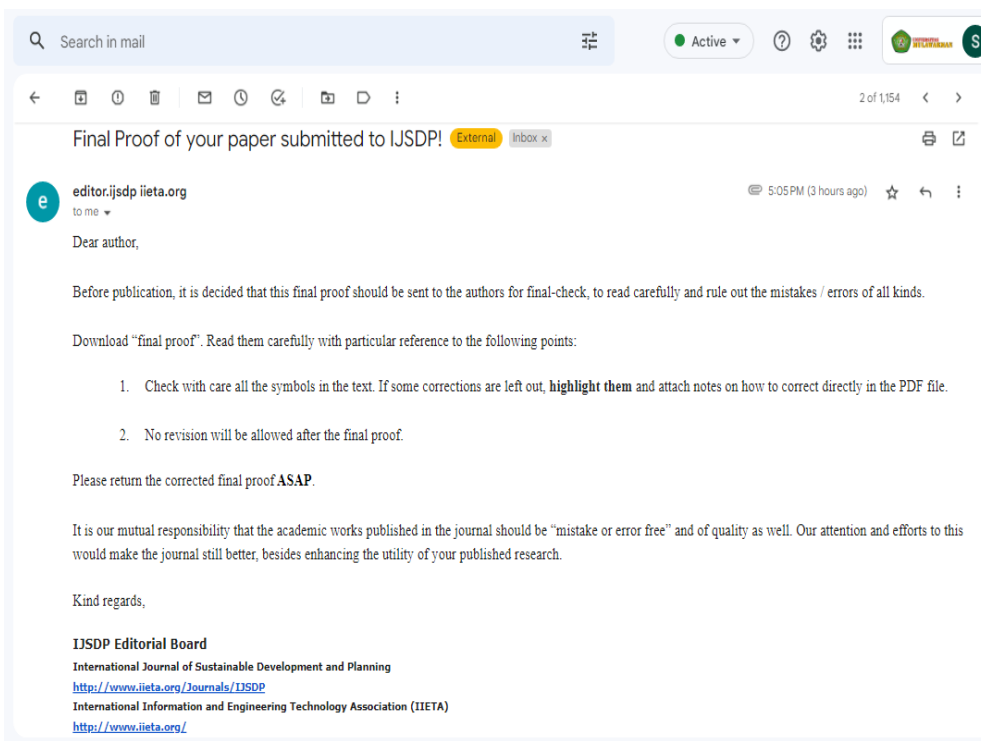 Search in mail
Active
UNIVERSITAS
MULAWARMAN
S
2 of 1,154
Final Proof of your paper submitted to IJSDP! External Inbox ×
e
editor.ijsdp iieta.org
5:05 PM (3 hours ago)
to me
Dear author,
Before publication, it is decided that this final proof should be sent to the authors for final-check, to read carefully and rule out the mistakes / errors of all kinds.
Download “final proof”. Read them carefully with particular reference to the following points:
1. Check with care all the symbols in the text. If some corrections are left out, highlight them and attach notes on how to correct directly in the PDF file.
2. No revision will be allowed after the final proof.
Please return the corrected final proof ASAP.
It is our mutual responsibility that the academic works published in the journal should be “mistake or error free” and of quality as well. Our attention and efforts to this
would make the journal still better, besides enhancing the utility of your published research.
Kind regards,
IJSDP Editorial Board
International Journal of Sustainable Development and Planning
http://www.iieta.org/Journals/IJSDP
International Information and Engineering Technology Association (IIETA)
http://www.iieta.org/